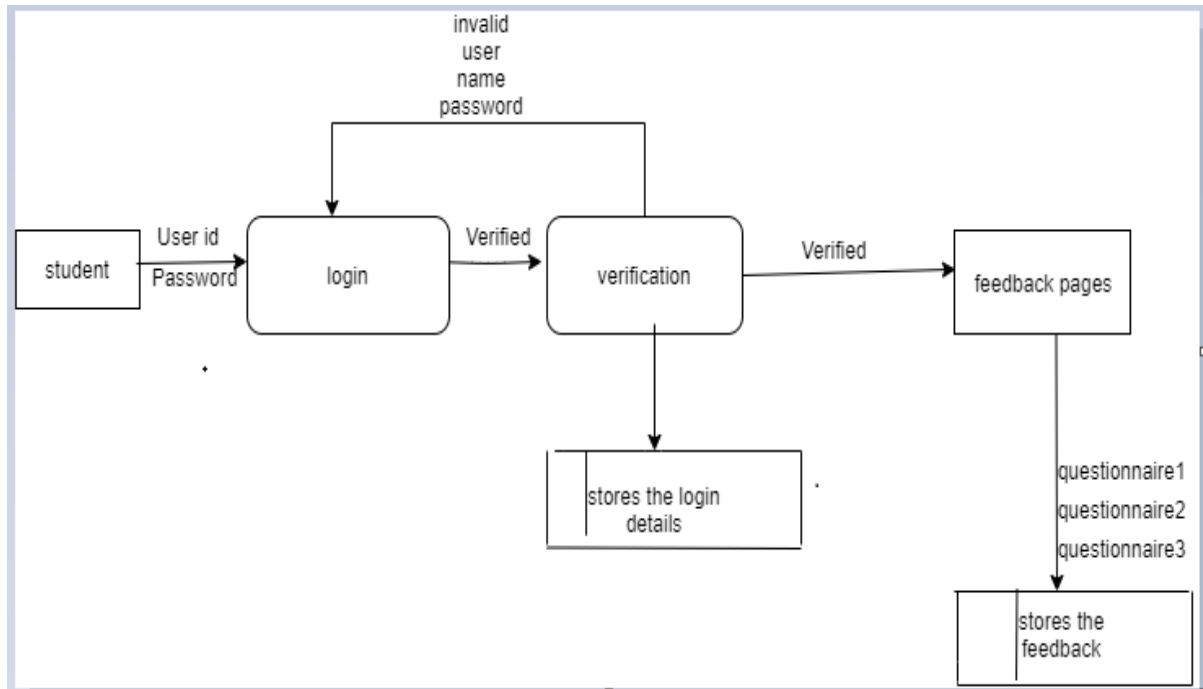 invalid
user
name
password
student
User id
Password
login
Verified
verification
Verified
feedback pages
stores the login
details
questionnaire1
questionnaire2
questionnaire3
stores the
feedback